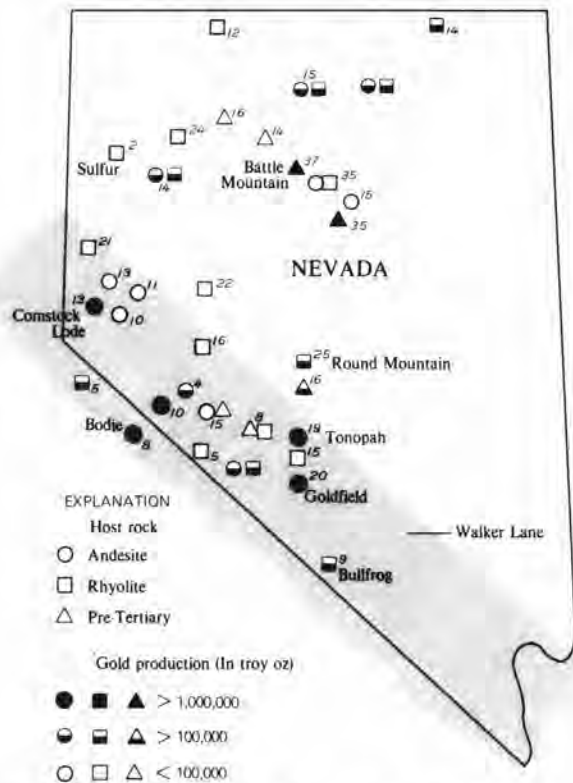 12
14
15
16
24
14
2
Sulfur
14
Battle
Mountain
37
35
15
35
21
NEVADA
13
11
22
13
10
Comstock
Lode
16
25 Round Mountain
16
5
4
10
15
8
19
Tonopah
Bodie
8
5
15
20
Goldfield
EXPLANATION
Host rock
Andesite
Rhyolite
Pre-Tertiary
Walker Lane
9
Bullfrog
Gold production (In troy oz)
> 1,000,000
> 100,000
< 100,000